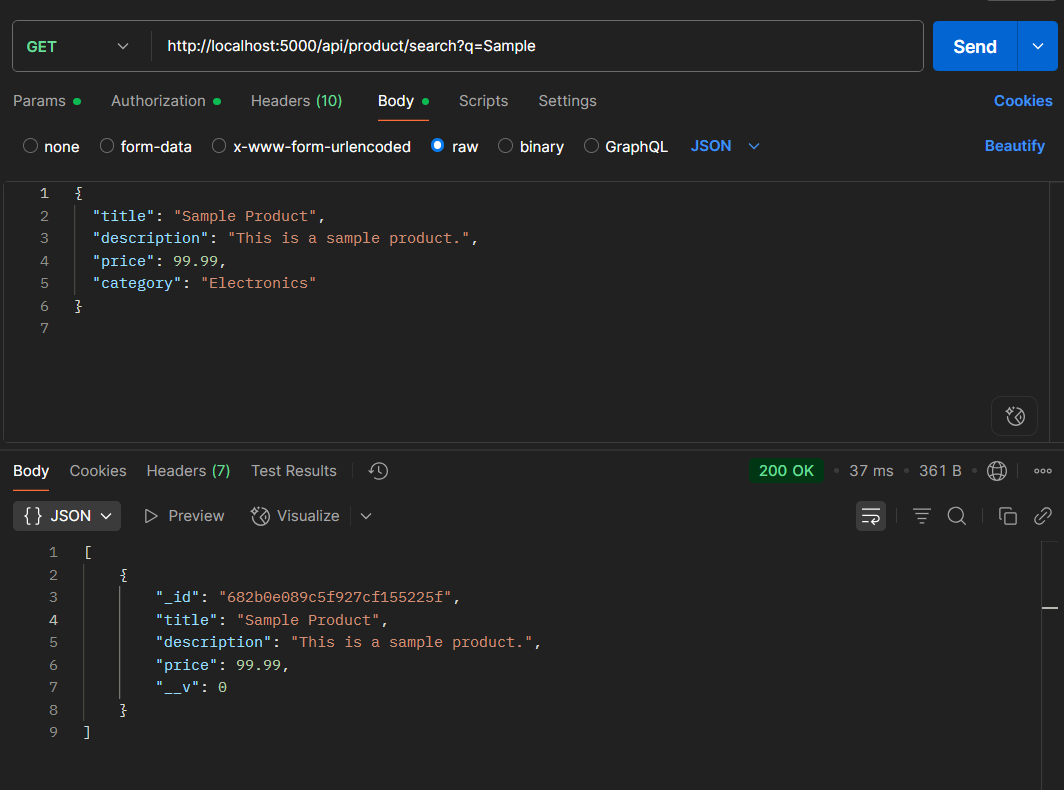 GET http://localhost:5000/api/product/search?q=Sample Send
Params Authorization Headers (10) Body Scripts Settings Cookies
none form-data x-www-form-urlencoded raw binary GraphQL JSON Beautify
1 {
2 "title": "Sample Product",
3 "description": "This is a sample product.",
4 "price": 99.99,
5 "category": "Electronics"
6 }
7
Body Cookies Headers (7) Test Results 200 OK 37 ms 361 B
{} JSON Preview Visualize
1 [
2 {
3 "_id": "682b0e089c5f927cf155225f",
4 "title": "Sample Product",
5 "description": "This is a sample product.",
6 "price": 99.99,
7 "__v": 0
8 }
9 ]